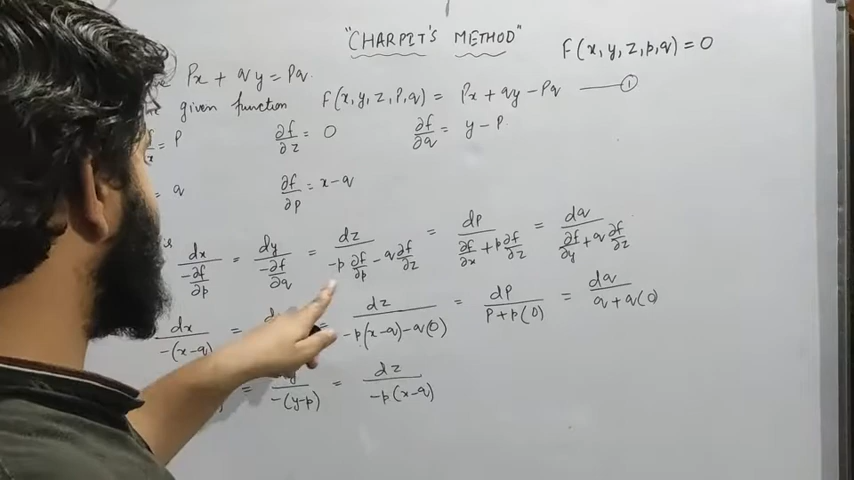 "CHARPIT'S METHOD"
F(x,y,z,p,q) = 0
Px + qy = Pq.
given function F(x,y,z,P,q) = Px + qy - Pq —— ①
= P ∂f/∂z = 0 ∂f/∂q = y - P
= q ∂f/∂p = x-q
dx/(-∂f/∂p) = dy/(-∂f/∂q) = dz/(-p ∂f/∂p - q ∂f/∂z) = dP/(∂f/∂x + p ∂f/∂z) = dq/(∂f/∂y + q ∂f/∂z)
dx/(-(x-q)) = = dz/(-p(x-q)-q(0)) = dP/(P+p(0)) = dq/(q+q(0))
= /(-(y-p)) = dz/(-p(x-q))